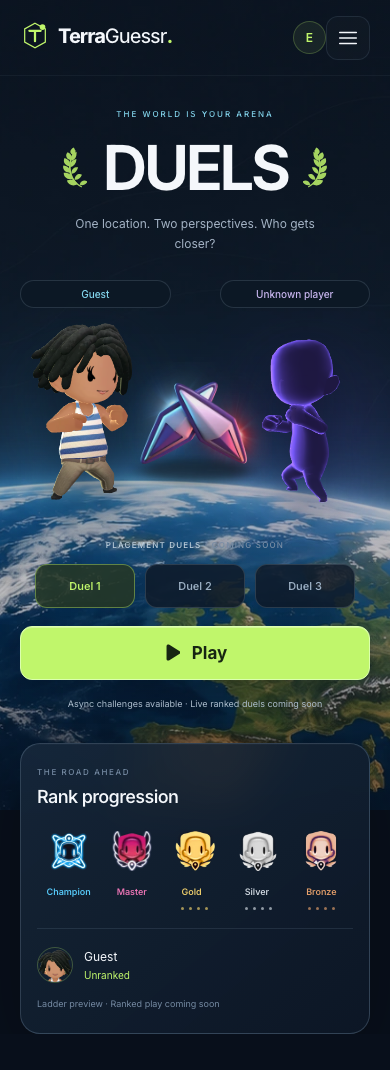 TerraGuessr.
E
THE WORLD IS YOUR ARENA
DUELS
One location. Two perspectives. Who gets
closer?
Guest
Unknown player
PLACEMENT DUELS
SOON
Duel 1
Duel 2
Duel 3
Play
Async challenges available · Live ranked duels coming soon
THE ROAD AHEAD
Rank progression
Champion
Master
Gold
Silver
Bronze
Guest
Unranked
Ladder preview · Ranked play coming soon